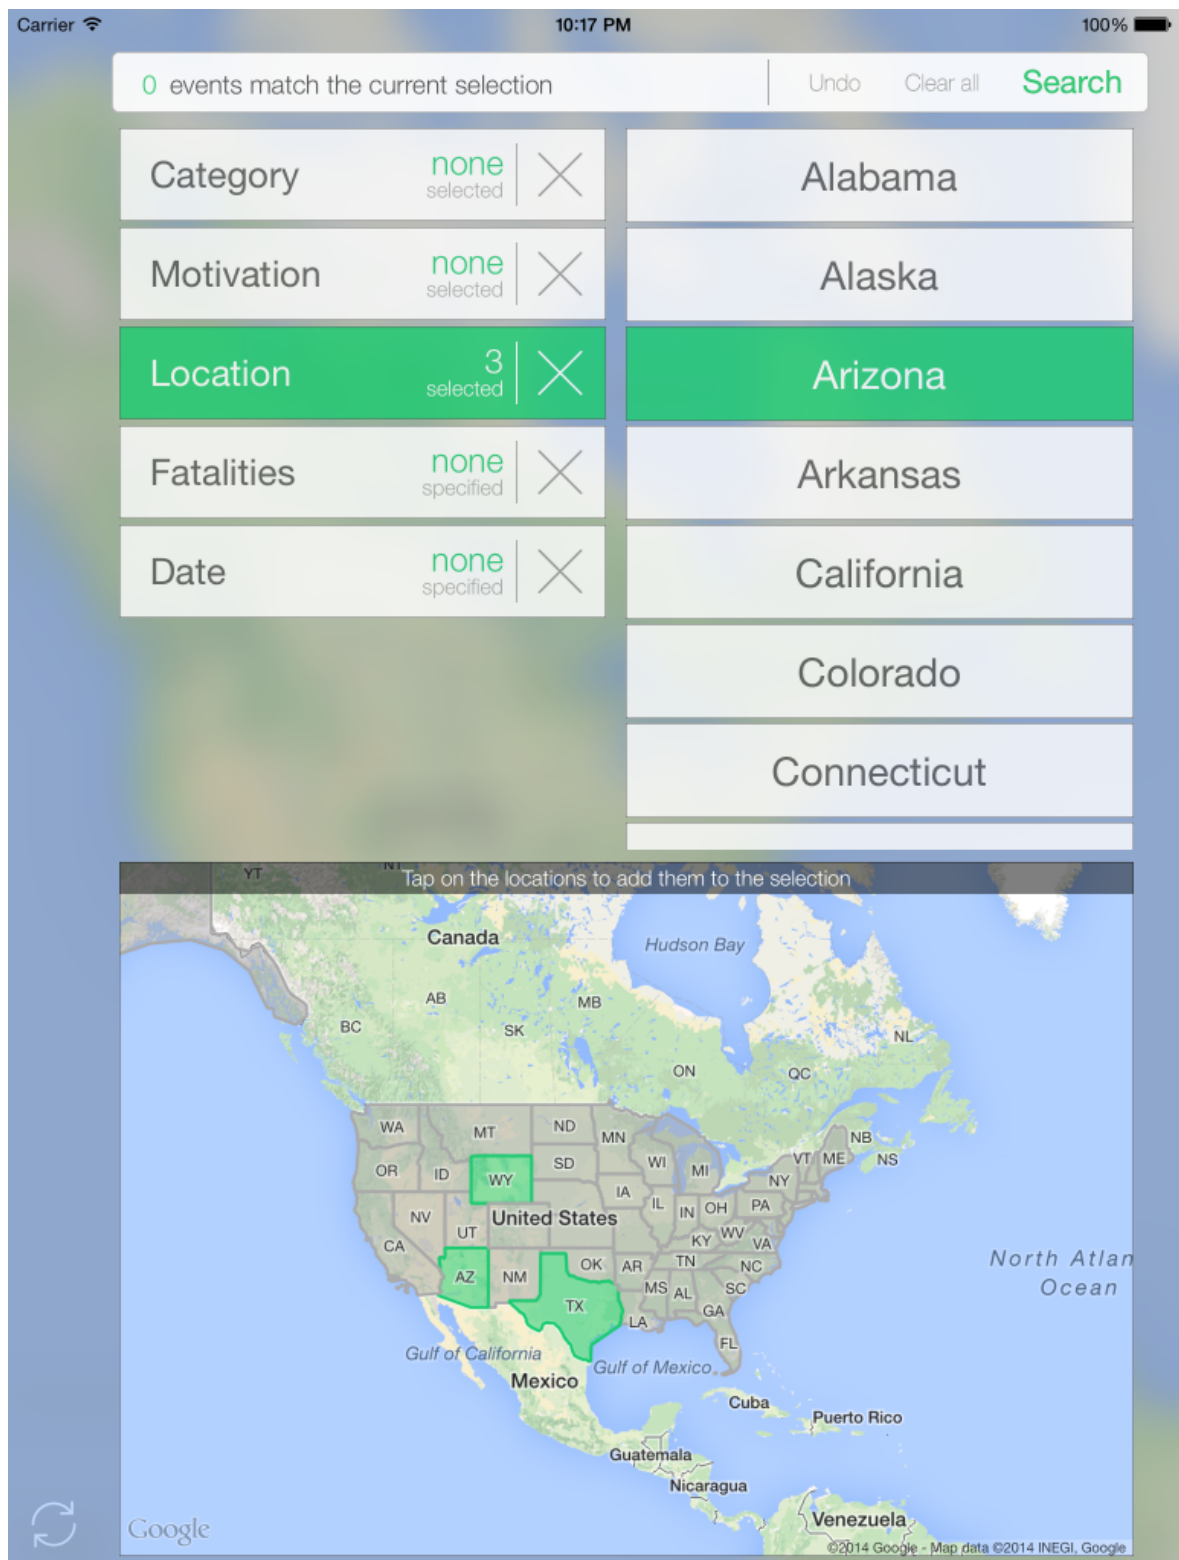 Carrier 10:17 PM 100%
0 events match the current selection Undo Clear all Search
Category none selected
Motivation none selected
Location 3 selected
Fatalities none specified
Date none specified
Alabama
Alaska
Arizona
Arkansas
California
Colorado
Connecticut
YT NT
Tap on the locations to add them to the selection
Canada
Hudson Bay
AB
MB
BC
SK
NL
ON
QC
WA
MT
ND
MN
NB
OR
ID
WY
SD
WI
MI
VT
ME
NS
NY
IA
IL
IN
OH
PA
NV
UT
United States
CA
KY
WV
VA
AZ
NM
OK
AR
TN
NC
North Atlan
Ocean
MS
AL
SC
TX
GA
LA
FL
Gulf of California
Gulf of Mexico
Mexico
Cuba
Puerto Rico
Guatemala
Nicaragua
Venezuela
Google
©2014 Google - Map data ©2014 INEGI, Google